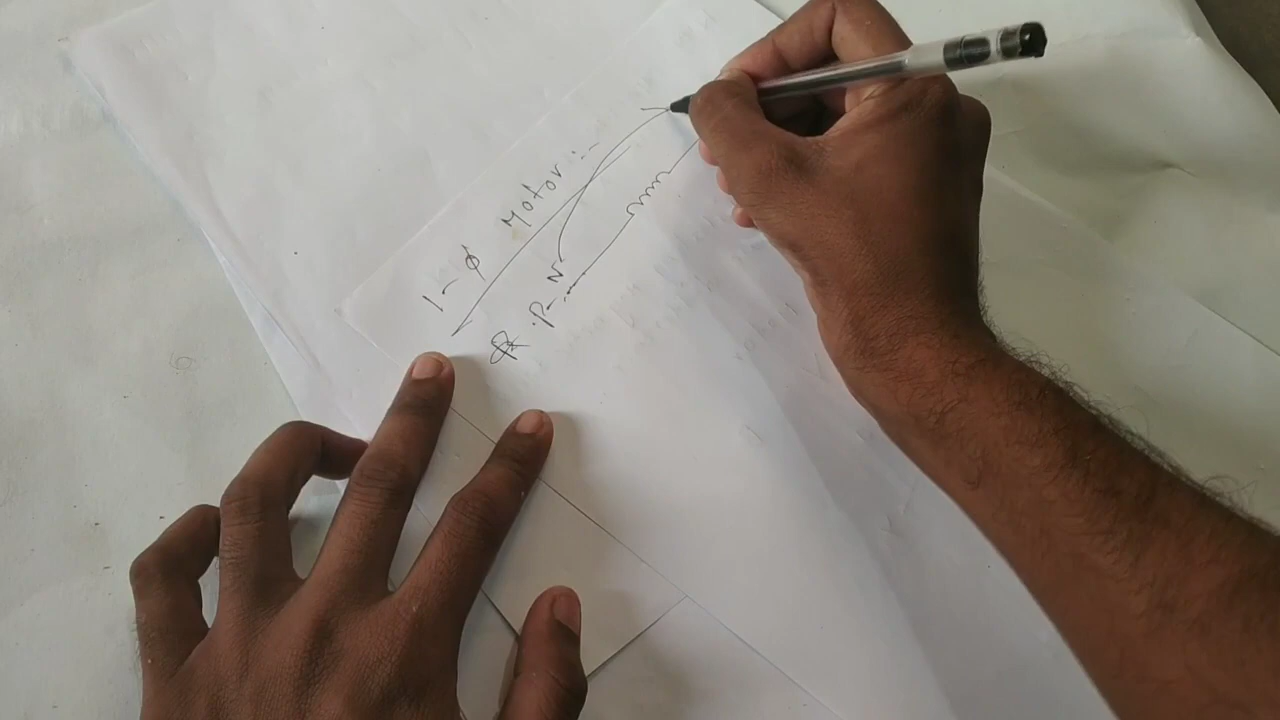 1-ϕ Motor :-
P-N